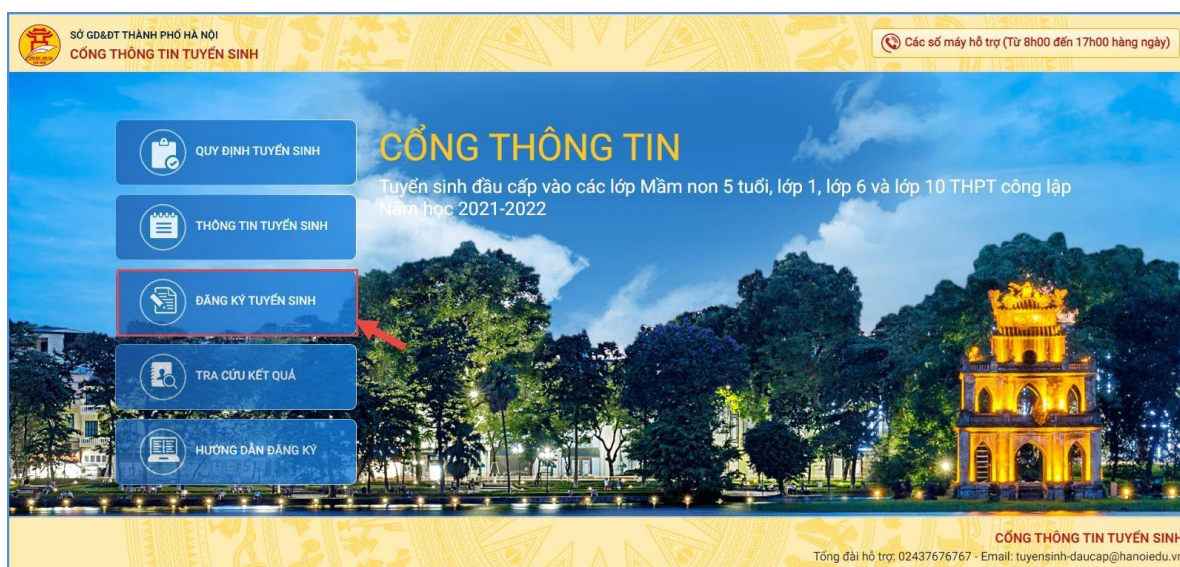 SỞ GD&ĐT THÀNH PHỐ HÀ NỘI
CỔNG THÔNG TIN TUYỂN SINH
Các số máy hỗ trợ (Từ 8h00 đến 17h00 hàng ngày)
QUY ĐỊNH TUYỂN SINH
THÔNG TIN TUYỂN SINH
ĐĂNG KÝ TUYỂN SINH
TRA CỨU KẾT QUẢ
HƯỚNG DẪN ĐĂNG KÝ
CỔNG THÔNG TIN
Tuyển sinh đầu cấp vào các lớp Mầm non 5 tuổi, lớp 1, lớp 6 và lớp 10 THPT công lập
Năm học 2021-2022
CỔNG THÔNG TIN TUYỂN SINH
Tổng đài hỗ trợ: 02437676767 - Email: tuyensinh-daucap@hanoiedu.vn